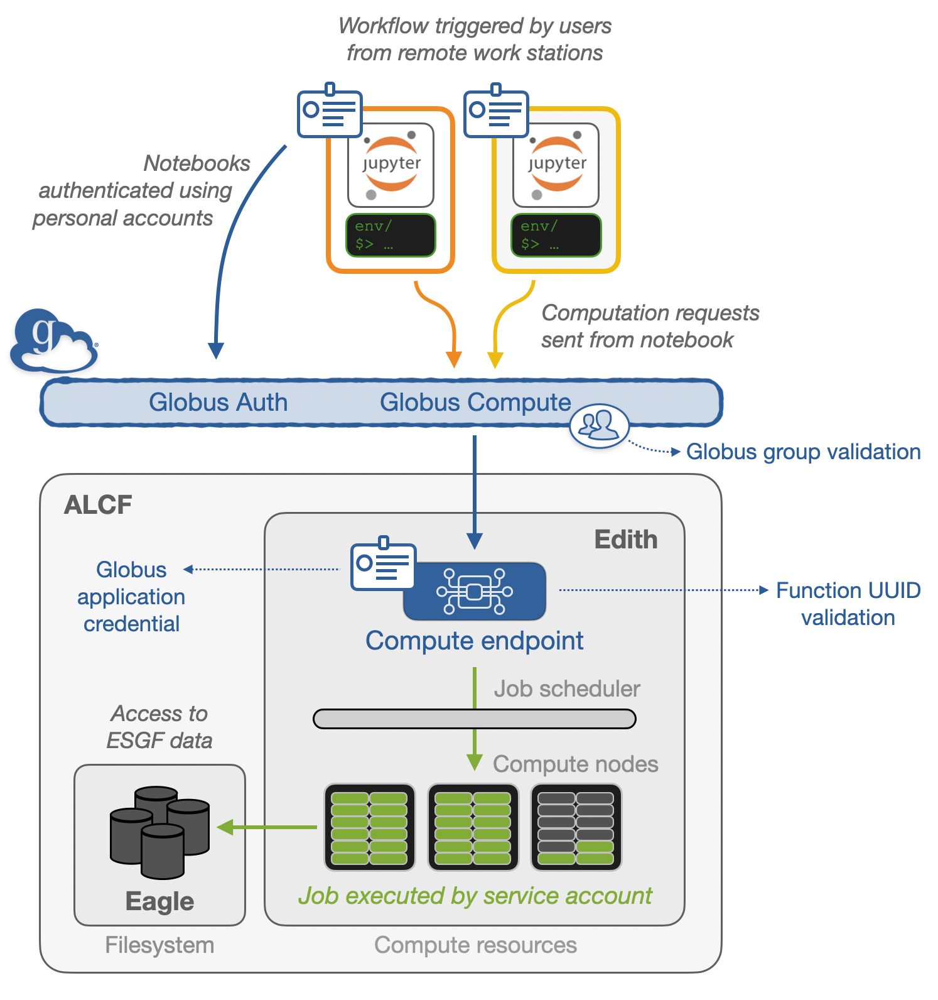 Workflow triggered by users
from remote work stations
jupyter
jupyter
env/
$> ...
env/
$> ...
Notebooks
authenticated using
personal accounts
Computation requests
sent from notebook
g
®
Globus Auth
Globus Compute
Globus group validation
ALCF
Edith
Globus
application
credential
Function UUID
validation
Compute endpoint
Job scheduler
Access to
ESGF data
Compute nodes
Eagle
Job executed by service account
Filesystem
Compute resources